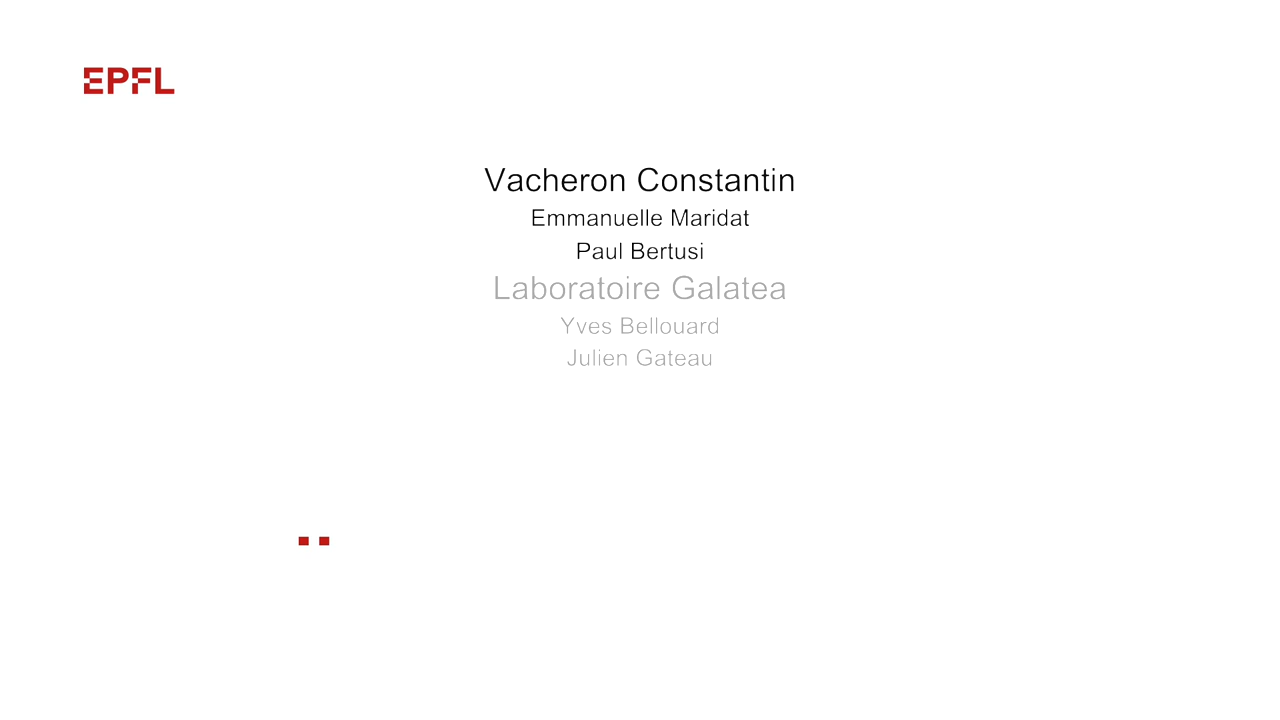 EPFL
Vacheron Constantin
Emmanuelle Maridat
Paul Bertusi
Laboratoire Galatea
Yves Bellouard
Julien Gateau